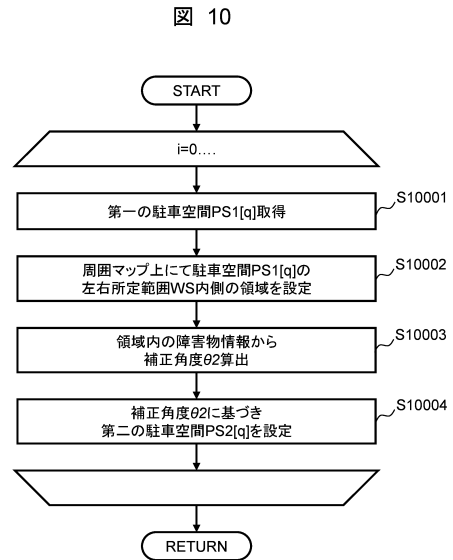 図 10
START
i=0....
第一の駐車空間PS1[q]取得
S10001
周囲マップ上にて駐車空間PS1[q]の
左右所定範囲WS内側の領域を設定
S10002
領域内の障害物情報から
補正角度θ2算出
S10003
補正角度θ2に基づき
第二の駐車空間PS2[q]を設定
S10004
RETURN